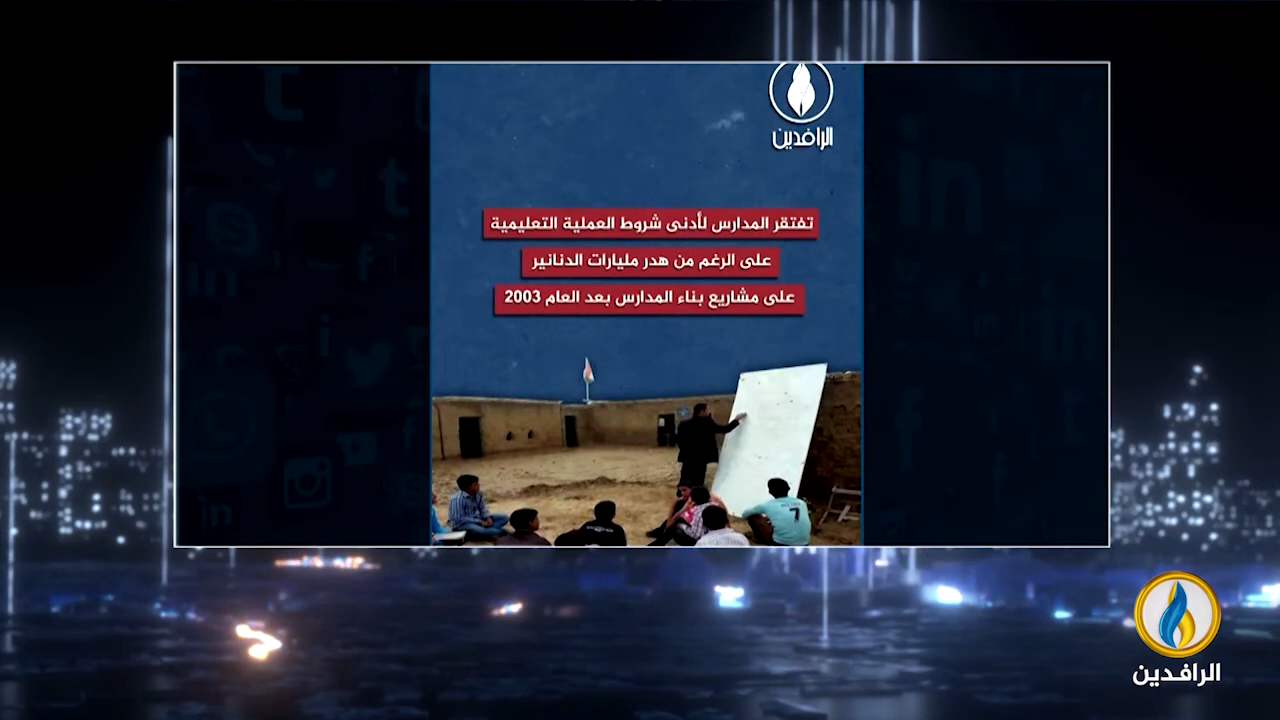 الرافدين
تفتقر المدارس لأدنى شروط العملية التعليمية
على الرغم من هدر مليارات الدنانير
على مشاريع بناء المدارس بعد العام 2003
7
الرافدين